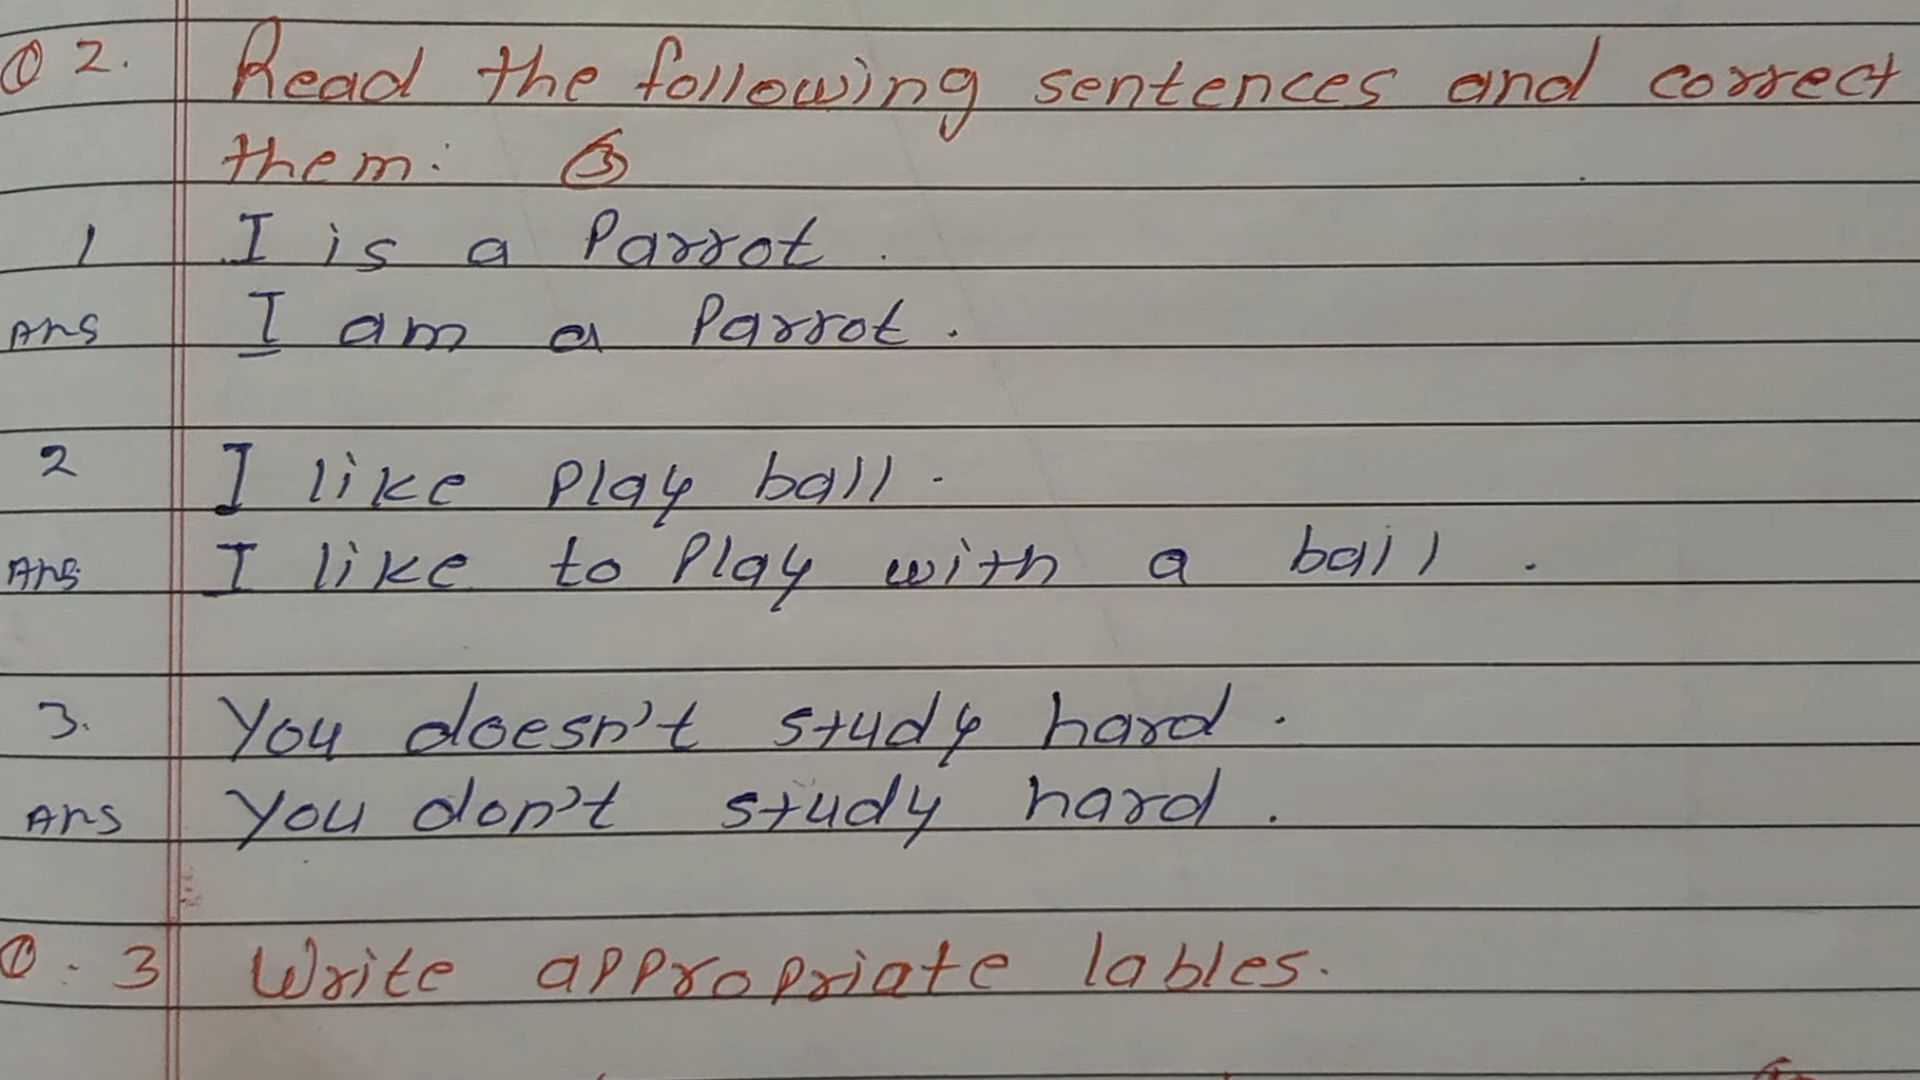 Q 2. Read the following sentences and correct
them: 3
1 I is a Parrot.
Ans I am a Parrot.
2 I like Play ball.
Ans I like to Play with a ball.
3. You doesn't study hard.
Ans You don't study hard.
Q. 3 Write appropriate lables.